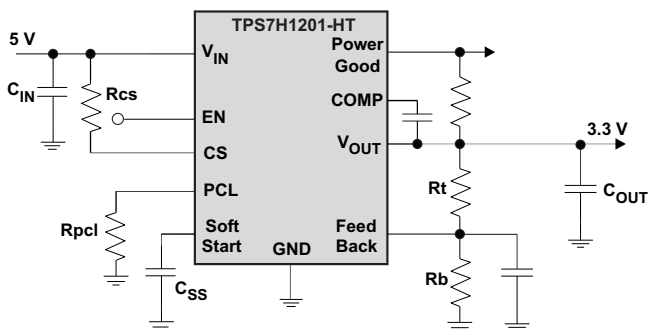 TPS7H1201-HT
5 V
V_IN
Power
Good
C_IN
Rcs
EN
COMP
CS
V_OUT
3.3 V
PCL
Rt
C_OUT
Rpcl
Soft
Start
GND
Feed
Back
C_SS
Rb